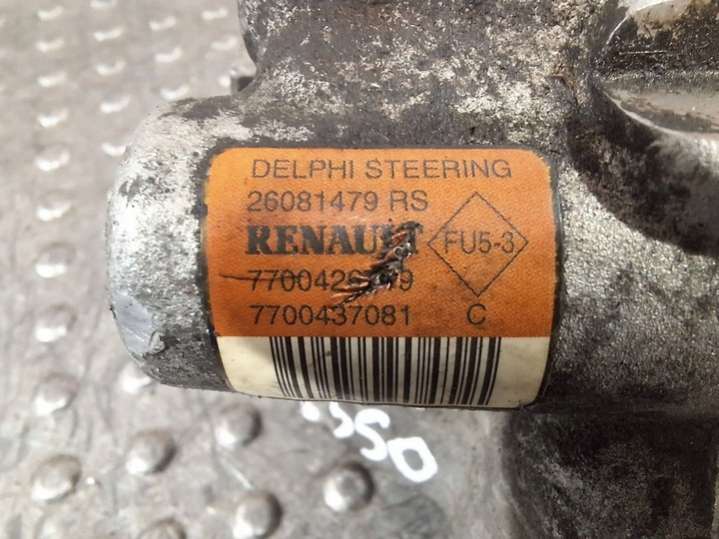 DELPHI STEERING
26081479 RS
RENAULT FU5-3
7700437081 C